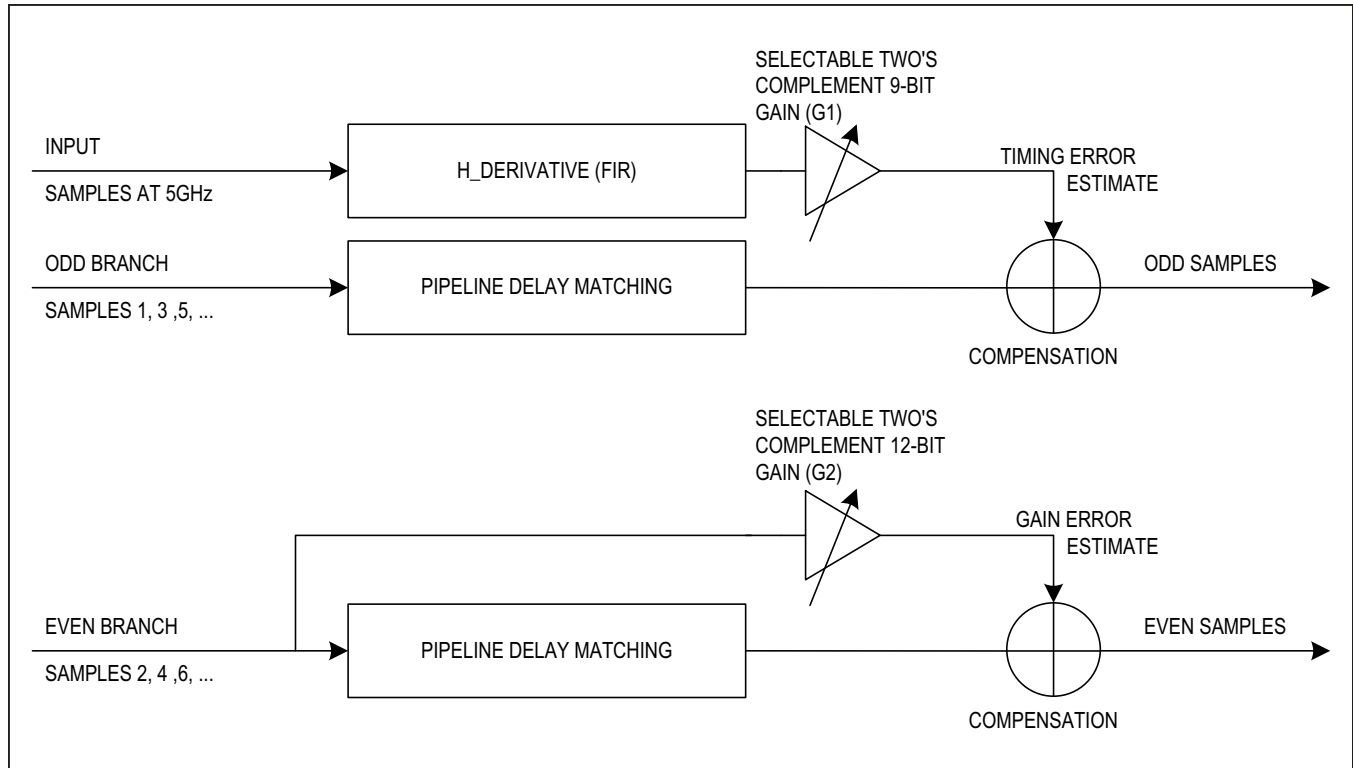 SELECTABLE TWO'S
COMPLEMENT 9-BIT
GAIN (G1)
INPUT
SAMPLES AT 5GHz
H_DERIVATIVE (FIR)
TIMING ERROR
ESTIMATE
ODD BRANCH
SAMPLES 1, 3 ,5, ...
PIPELINE DELAY MATCHING
ODD SAMPLES
COMPENSATION
SELECTABLE TWO'S
COMPLEMENT 12-BIT
GAIN (G2)
GAIN ERROR
ESTIMATE
EVEN BRANCH
SAMPLES 2, 4 ,6, ...
PIPELINE DELAY MATCHING
EVEN SAMPLES
COMPENSATION